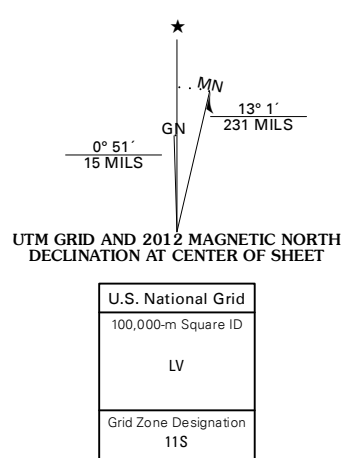 ★
MN
GN
13° 1´
231 MILS
0° 51´
15 MILS
UTM GRID AND 2012 MAGNETIC NORTH
DECLINATION AT CENTER OF SHEET
U.S. National Grid
100,000-m Square ID
LV
Grid Zone Designation
11S